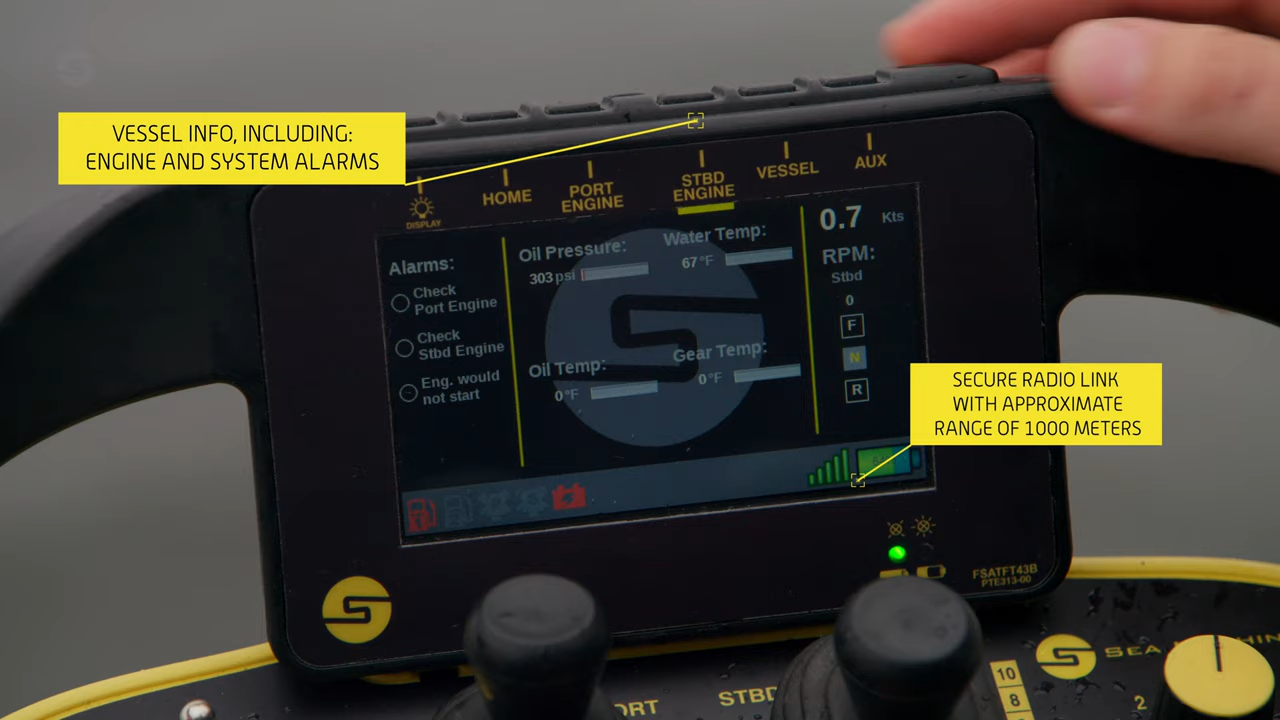 VESSEL INFO, INCLUDING:
ENGINE AND SYSTEM ALARMS
DISPLAY
HOME
PORT
ENGINE
STBD
ENGINE
VESSEL
AUX
Alarms:
Check
Port Engine
Check
Stbd Engine
Eng. would
not start
Oil Pressure:
303 psi
Water Temp:
67 °F
Oil Temp:
0 °F
Gear Temp:
0 °F
0.7 Kts
RPM:
Stbd
0
F
N
R
SECURE RADIO LINK
WITH APPROXIMATE
RANGE OF 1000 METERS
FSATFT43B
PTE313-00
STBD
10
8
SEA
2